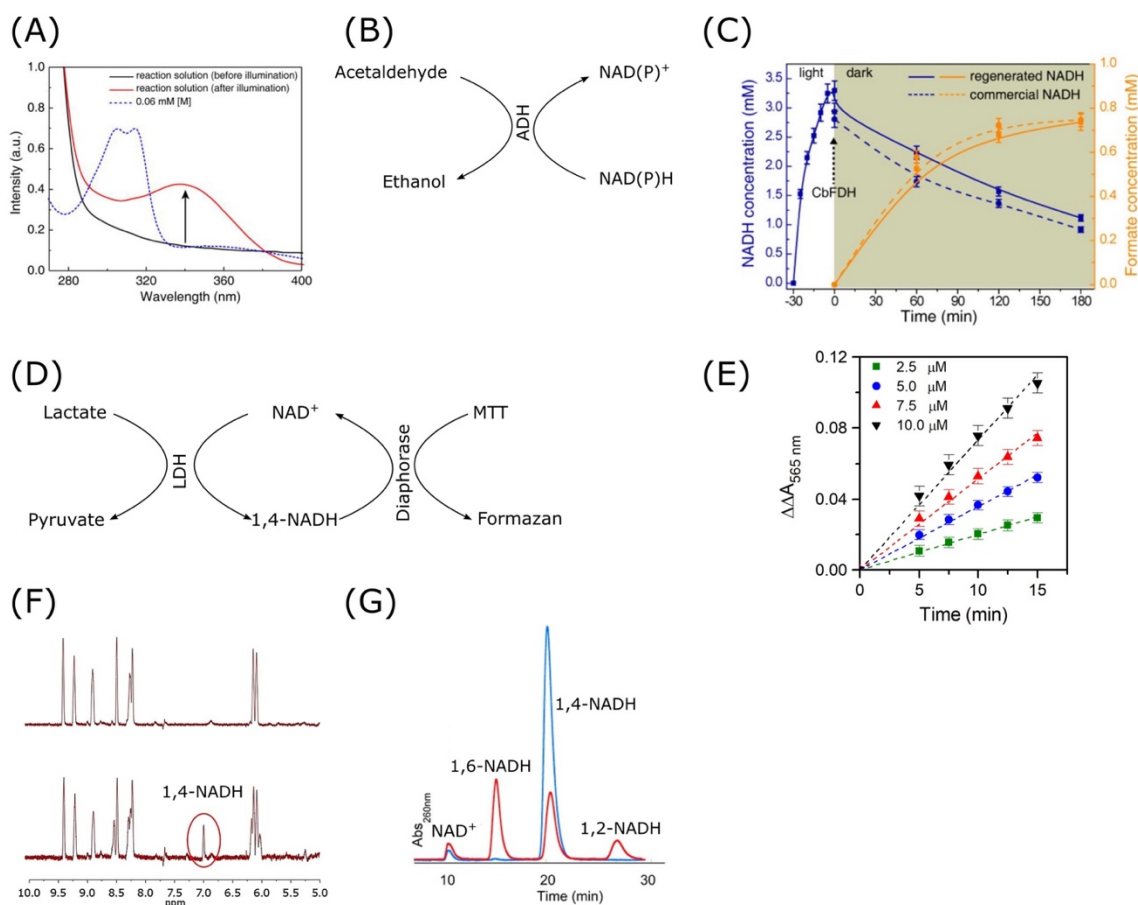 (A)
1.0
0.8
0.6
0.4
0.2
0.0
Intensity (a.u.)
reaction solution (before illumination)
reaction solution (after illumination)
0.06 mM [M]
280
320
360
400
Wavelength (nm)
(B)
Acetaldehyde
NAD(P)⁺
ADH
Ethanol
NAD(P)H
(C)
light
dark
regenerated NADH
commercial NADH
CbFDH
NADH concentration (mM)
3.5
3.0
2.5
2.0
1.5
1.0
0.5
0.0
Formate concentration (mM)
1.0
0.8
0.6
0.4
0.2
0.0
-30
0
30
60
90
120
150
180
Time (min)
(D)
Lactate
NAD⁺
MTT
LDH
Diaphorase
Pyruvate
1,4-NADH
Formazan
(E)
0.12
0.08
0.04
0.00
ΔΔA565 nm
2.5 μM
5.0 μM
7.5 μM
10.0 μM
0
5
10
15
Time (min)
(F)
1,4-NADH
10.0 9.5 9.0 8.5 8.0 7.5 7.0 6.5 6.0 5.5 5.0
ppm
(G)
1,4-NADH
1,6-NADH
NAD⁺
1,2-NADH
Abs260nm
10
20
30
Time (min)